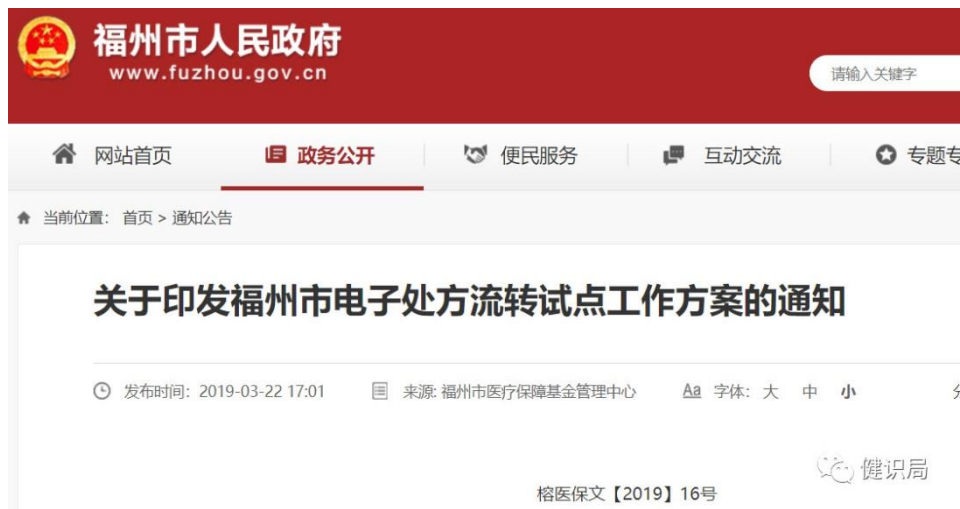 福州市人民政府
www.fuzhou.gov.cn
请输入关键字
网站首页 政务公开 便民服务 互动交流 专题专
当前位置： 首页 > 通知公告
关于印发福州市电子处方流转试点工作方案的通知
发布时间：2019-03-22 17:01 来源: 福州市医疗保障基金管理中心 Aa 字体：大 中 小
健识局
榕医保文【2019】16号